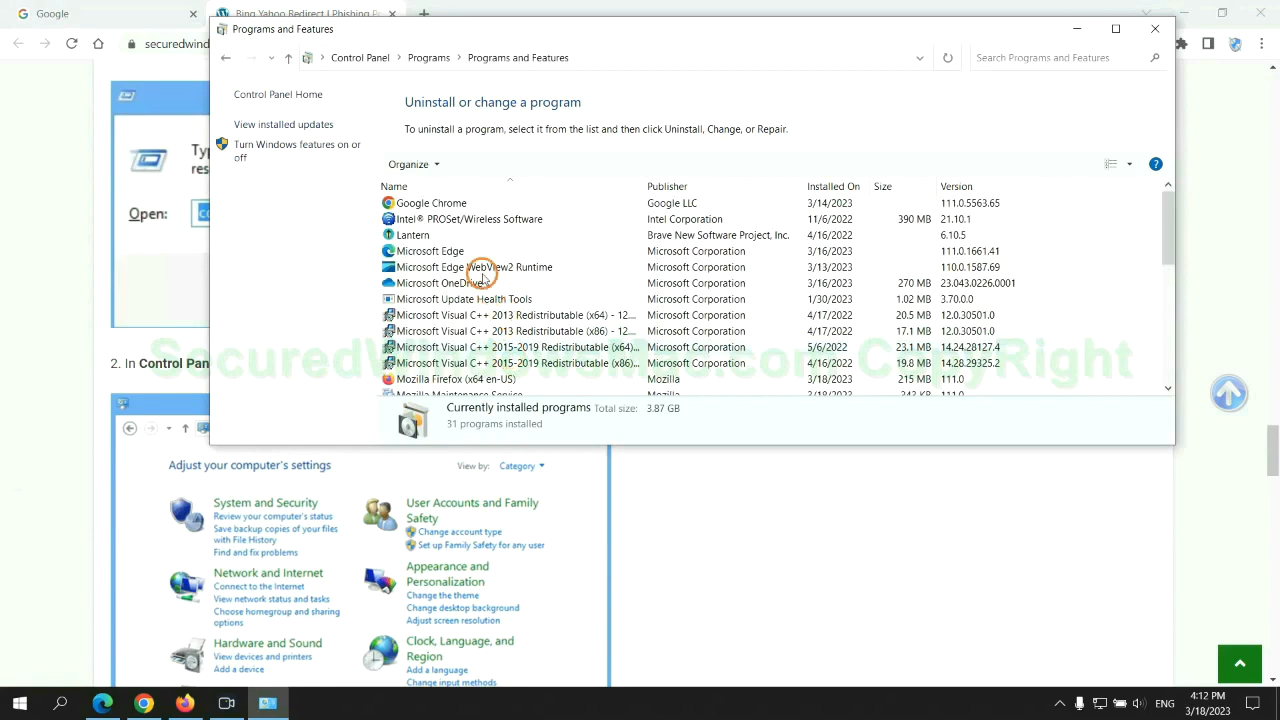 Google
Bing Yahoo Redirect | Phishing P
Programs and Features
securedwind
Control Panel
Programs
Programs and Features
Search Programs and Features
Control Panel Home
View installed updates
Turn Windows features on or
off
Uninstall or change a program
To uninstall a program, select it from the list and then click Uninstall, Change, or Repair.
Organize
Name Publisher Installed On Size Version
Google Chrome Google LLC 3/14/2023 111.0.5563.65
Intel® PROSet/Wireless Software Intel Corporation 11/6/2022 390 MB 21.10.1
Lantern Brave New Software Project, Inc. 4/16/2022 6.10.5
Microsoft Edge Microsoft Corporation 3/16/2023 111.0.1661.41
Microsoft Edge WebView2 Runtime Microsoft Corporation 3/13/2023 110.0.1587.69
Microsoft OneDrive Microsoft Corporation 3/16/2023 270 MB 23.043.0226.0001
Microsoft Update Health Tools Microsoft Corporation 1/30/2023 1.02 MB 3.70.0.0
Microsoft Visual C++ 2013 Redistributable (x64) - 12.... Microsoft Corporation 4/17/2022 20.5 MB 12.0.30501.0
Microsoft Visual C++ 2013 Redistributable (x86) - 12.... Microsoft Corporation 4/17/2022 17.1 MB 12.0.30501.0
Microsoft Visual C++ 2015-2019 Redistributable (x64)... Microsoft Corporation 5/6/2022 23.1 MB 14.24.28127.4
Microsoft Visual C++ 2015-2019 Redistributable (x86)... Microsoft Corporation 4/16/2022 19.8 MB 14.28.29325.2
Mozilla Firefox (x64 en-US) Mozilla 3/18/2023 215 MB 111.0
Mozilla Maintenance Service Mozilla 3/18/2023 343 KB 111.0
Currently installed programs Total size: 3.87 GB
31 programs installed
Ty
res
Open: co
2. In Control Pan
Adjust your computer's settings
View by: Category
System and Security
Review your computer's status
Save backup copies of your files
with File History
Find and fix problems
Network and Internet
Connect to the Internet
View network status and tasks
Choose homegroup and sharing
options
Hardware and Sound
View devices and printers
Add a device
User Accounts and Family
Safety
Change account type
Set up Family Safety for any user
Appearance and
Personalization
Change the theme
Change desktop background
Adjust screen resolution
Clock, Language, and
Region
Add a language
Change input methods
ENG
4:12 PM
3/18/2023